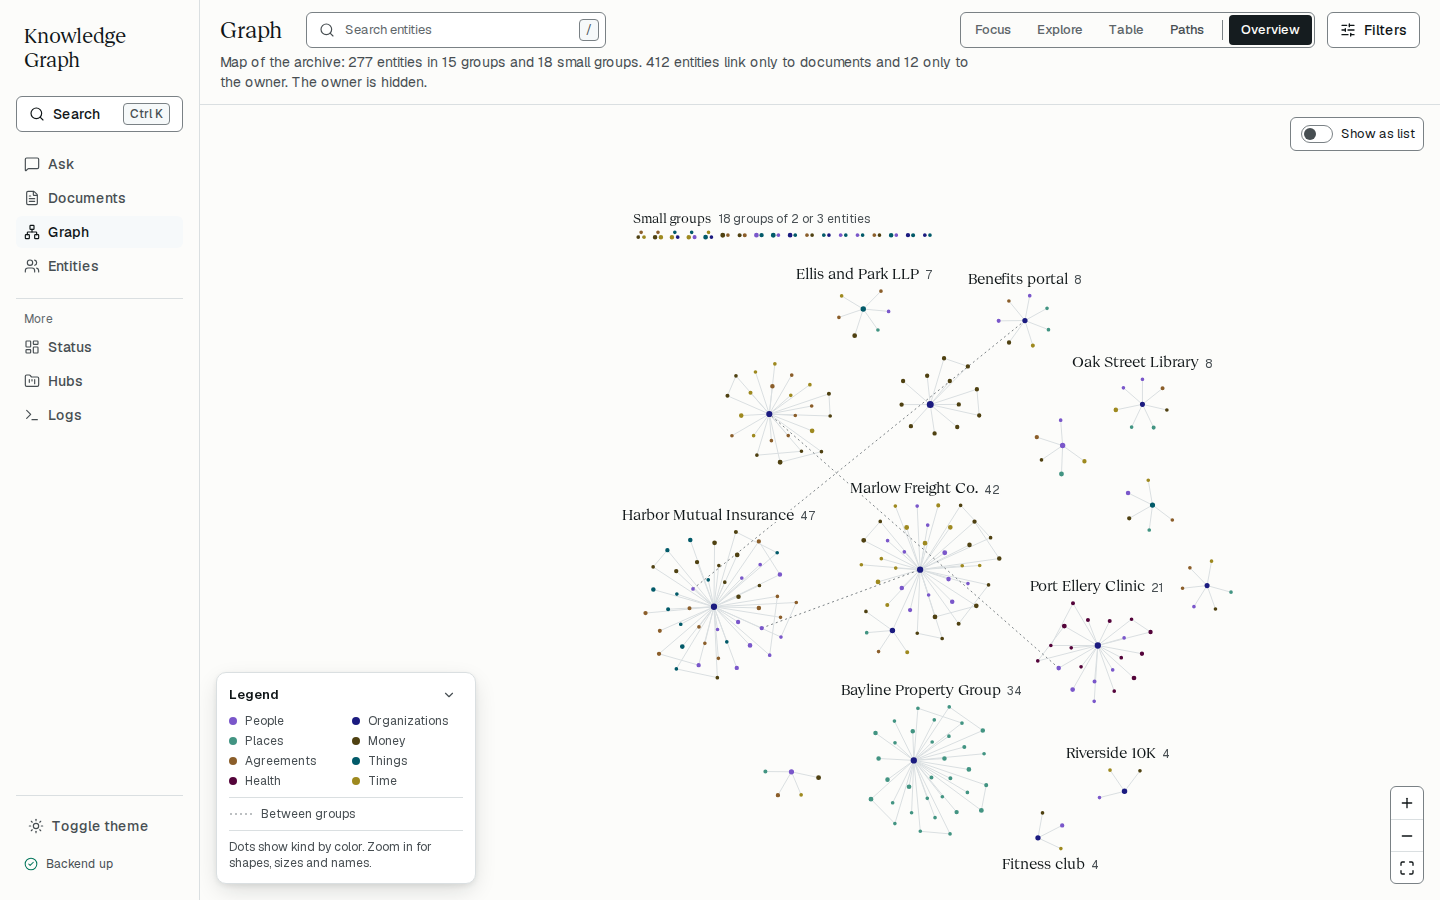 Knowledge
Graph
Search Ctrl K
Ask
Documents
Graph
Entities
More
Status
Hubs
Logs
Toggle theme
Backend up
Graph
Search entities /
Focus Explore Table Paths Overview
Filters
Map of the archive: 277 entities in 15 groups and 18 small groups. 412 entities link only to documents and 12 only to
the owner. The owner is hidden.
Show as list
Small groups 18 groups of 2 or 3 entities
Ellis and Park LLP 7
Benefits portal 8
Oak Street Library 8
Marlow Freight Co. 42
Harbor Mutual Insurance 47
Port Ellery Clinic 21
Bayline Property Group 34
Riverside 10K 4
Fitness club 4
Legend
People Organizations
Places Money
Agreements Things
Health Time
Between groups
Dots show kind by color. Zoom in for
shapes, sizes and names.